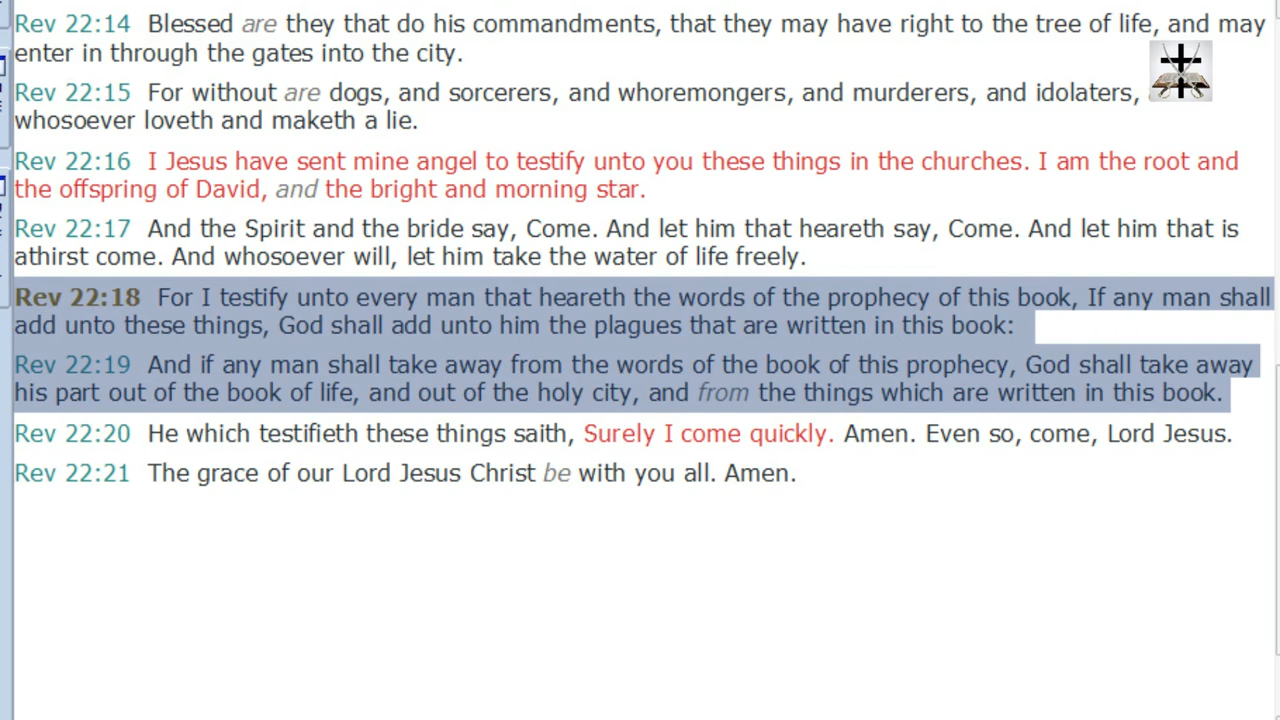 Rev 22:14 Blessed are they that do his commandments, that they may have right to the tree of life, and may
enter in through the gates into the city.
Rev 22:15 For without are dogs, and sorcerers, and whoremongers, and murderers, and idolaters,
whosoever loveth and maketh a lie.
Rev 22:16 I Jesus have sent mine angel to testify unto you these things in the churches. I am the root and
the offspring of David, and the bright and morning star.
Rev 22:17 And the Spirit and the bride say, Come. And let him that heareth say, Come. And let him that is
athirst come. And whosoever will, let him take the water of life freely.
Rev 22:18 For I testify unto every man that heareth the words of the prophecy of this book, If any man shall
add unto these things, God shall add unto him the plagues that are written in this book:
Rev 22:19 And if any man shall take away from the words of the book of this prophecy, God shall take away
his part out of the book of life, and out of the holy city, and from the things which are written in this book.
Rev 22:20 He which testifieth these things saith, Surely I come quickly. Amen. Even so, come, Lord Jesus.
Rev 22:21 The grace of our Lord Jesus Christ be with you all. Amen.